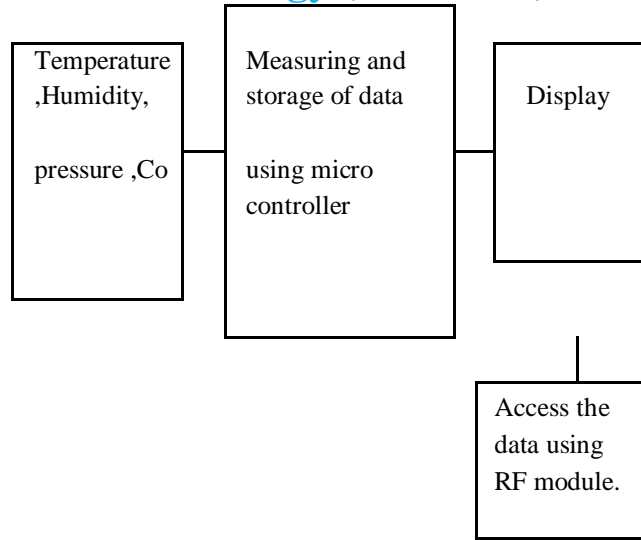 Temperature
,Humidity,
pressure ,Co
Measuring and
storage of data
using micro
controller
Display
Access the
data using
RF module.